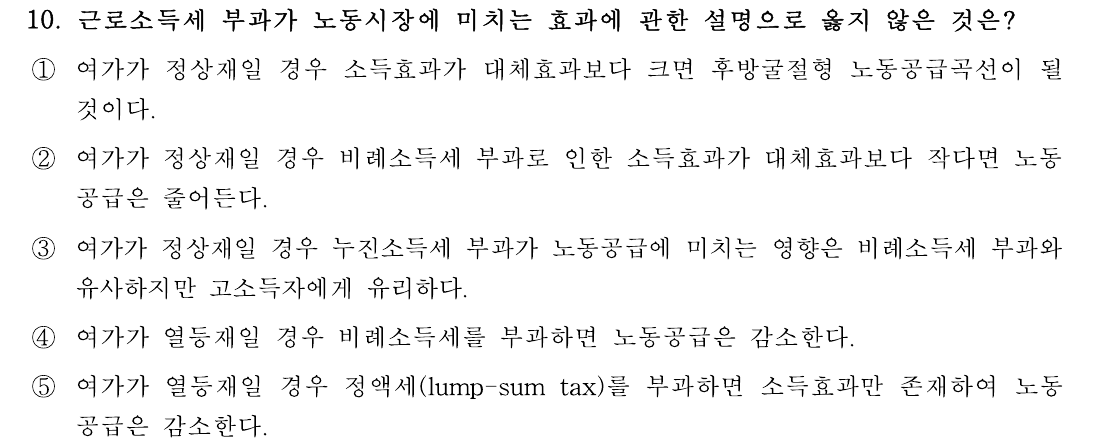 10. 근로소득세 부과가 노동시장에 미치는 효과에 관한 설명으로 옳지 않은 것은?
① 여가가 정상재일 경우 소득효과가 대체효과보다 크면 후방굴절형 노동공급곡선이 될
것이다.
② 여가가 정상재일 경우 비례소득세 부과로 인한 소득효과가 대체효과보다 작다면 노동
공급은 줄어든다.
③ 여가가 정상재일 경우 누진소득세 부과가 노동공급에 미치는 영향은 비례소득세 부과와
유사하지만 고소득자에게 유리하다.
④ 여가가 열등재일 경우 비례소득세를 부과하면 노동공급은 감소한다.
⑤ 여가가 열등재일 경우 정액세(lump-sum tax)를 부과하면 소득효과만 존재하여 노동
공급은 감소한다.